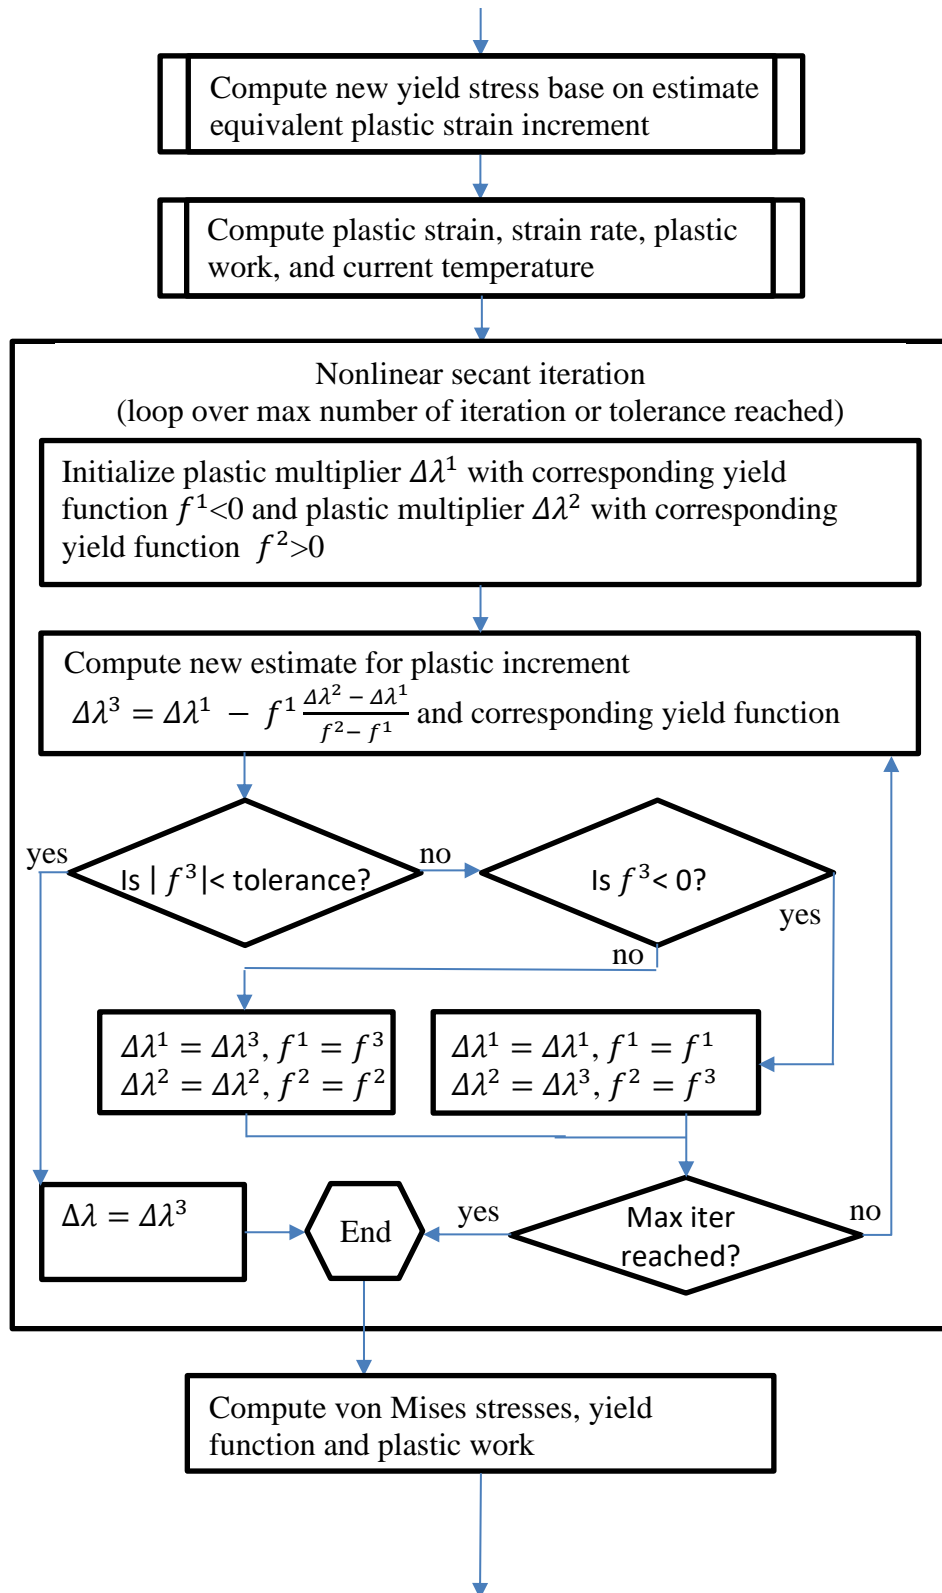 Compute new yield stress base on estimate
equivalent plastic strain increment
Compute plastic strain, strain rate, plastic
work, and current temperature
Nonlinear secant iteration
(loop over max number of iteration or tolerance reached)
Initialize plastic multiplier 𝛥𝜆¹ with corresponding yield
function 𝑓¹<0 and plastic multiplier 𝛥𝜆² with corresponding
yield function 𝑓²>0
Compute new estimate for plastic increment
𝛥𝜆³ = 𝛥𝜆¹ − 𝑓¹ (𝛥𝜆² − 𝛥𝜆¹)/(𝑓² − 𝑓¹) and corresponding yield function
yes
Is | 𝑓³|< tolerance?
no
Is 𝑓³< 0?
yes
no
𝛥𝜆¹ = 𝛥𝜆³, 𝑓¹ = 𝑓³
𝛥𝜆² = 𝛥𝜆², 𝑓² = 𝑓²
𝛥𝜆¹ = 𝛥𝜆¹, 𝑓¹ = 𝑓¹
𝛥𝜆² = 𝛥𝜆³, 𝑓² = 𝑓³
Δ𝜆 = 𝛥𝜆³
End
yes
Max iter
reached?
no
Compute von Mises stresses, yield
function and plastic work